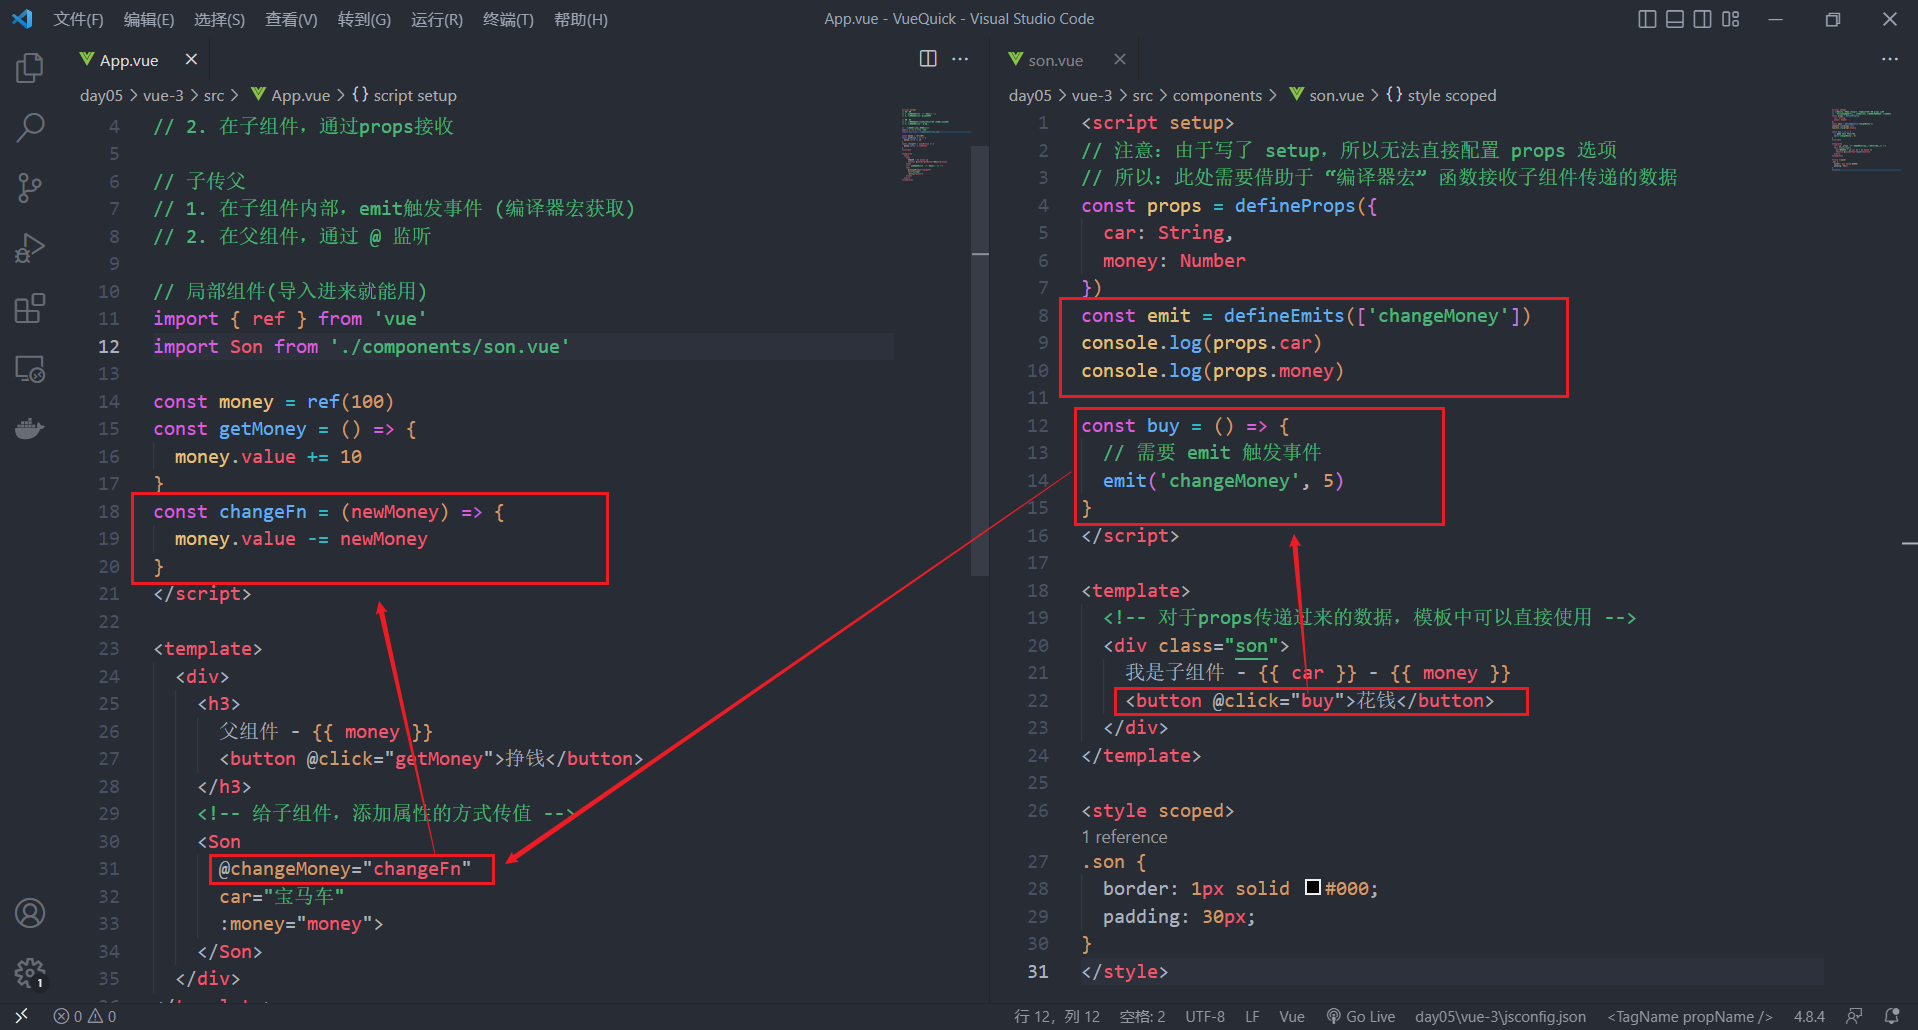 文件(F) 编辑(E) 选择(S) 查看(V) 转到(G) 运行(R) 终端(T) 帮助(H)
App.vue - VueQuick - Visual Studio Code
App.vue
day05 > vue-3 > src > App.vue > {} script setup
4 // 2. 在子组件，通过props接收
5
6 // 子传父
7 // 1. 在子组件内部，emit触发事件 (编译器宏获取)
8 // 2. 在父组件，通过 @ 监听
9
10 // 局部组件(导入进来就能用)
11 import { ref } from 'vue'
12 import Son from './components/son.vue'
13
14 const money = ref(100)
15 const getMoney = () => {
16 money.value += 10
17 }
18 const changeFn = (newMoney) => {
19 money.value -= newMoney
20 }
21 </script>
22
23 <template>
24 <div>
25 <h3>
26 父组件 - {{ money }}
27 <button @click="getMoney">挣钱</button>
28 </h3>
29 <!-- 给子组件，添加属性的方式传值 -->
30 <Son
31 @changeMoney="changeFn"
32 car="宝马车"
33 :money="money">
34 </Son>
35 </div>
son.vue
day05 > vue-3 > src > components > son.vue > {} style scoped
1 <script setup>
2 // 注意: 由于写了 setup，所以无法直接配置 props 选项
3 // 所以: 此处需要借助于 “编译器宏” 函数接收子组件传递的数据
4 const props = defineProps({
5 car: String,
6 money: Number
7 })
8 const emit = defineEmits(['changeMoney'])
9 console.log(props.car)
10 console.log(props.money)
11
12 const buy = () => {
13 // 需要 emit 触发事件
14 emit('changeMoney', 5)
15 }
16 </script>
17
18 <template>
19 <!-- 对于props传递过来的数据，模板中可以直接使用 -->
20 <div class="son">
21 我是子组件 - {{ car }} - {{ money }}
22 <button @click="buy">花钱</button>
23 </div>
24 </template>
25
26 <style scoped>
1 reference
27 .son {
28 border: 1px solid #000;
29 padding: 30px;
30 }
31 </style>
1
0 0
行 12，列 12 空格: 2 UTF-8 LF Vue Go Live day05\vue-3\jsconfig.json <TagName propName /> 4.8.4